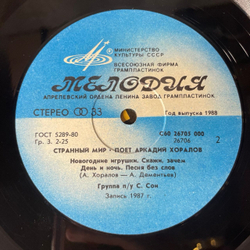 МИНИСТЕРСТВО
КУЛЬТУРЫ СССР
ВСЕСОЮЗНАЯ ФИРМА
ГРАМПЛАСТИНОК
МЕЛОДИЯ
АПРЕЛЕВСКИЙ ОРДЕНА ЛЕНИНА ЗАВОД ГРАМПЛАСТИНОК
СТЕРЕО 33
Год выпуска 1988
ГОСТ 5289-80
Гр. 3. 2-25
С60 26705 000
26706
2
СТРАННЫЙ МИР · ПОЕТ АРКАДИЙ ХОРАЛОВ
Новогодние игрушки. Скажи, зачем
День и ночь. Песня без слов
(А. Хоралов — А. Дементьев)
Группа п/у С. Сон
Запись 1987 г.